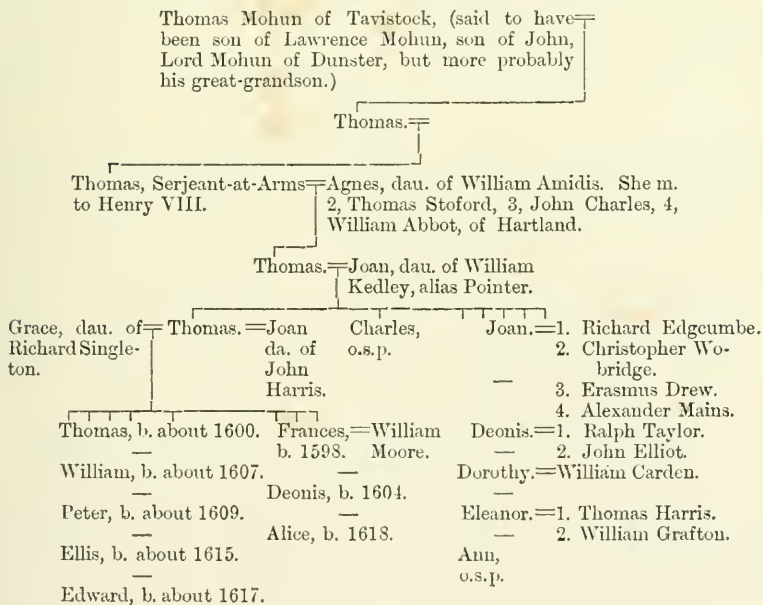 Thomas Mohun of Tavistock, (said to have
been son of Lawrence Mohun, son of John,
Lord Mohun of Dunster, but more probably
his great-grandson.)
Thomas.
Thomas, Serjeant-at-Arms
to Henry VIII.
Agnes, dau. of William Amidis. She m.
2, Thomas Stoford, 3, John Charles, 4,
William Abbot, of Hartland.
Thomas.
Joan, dau. of William
Kedley, alias Pointer.
Grace, dau. of
Richard Single-
ton.
Thomas.
Joan
da. of
John
Harris.
Charles,
o.s.p.
Joan.=1. Richard Edgcumbe.
2. Christopher Wo-
bridge.
3. Erasmus Drew.
4. Alexander Mains.
Thomas, b. about 1600.
William, b. about 1607.
Peter, b. about 1609.
Ellis, b. about 1615.
Edward, b. about 1617.
Frances,=William
b. 1598. Moore.
Deonis, b. 1604.
Alice, b. 1618.
Deonis.=1. Ralph Taylor.
2. John Elliot.
Dorothy.=William Carden.
Eleanor.=1. Thomas Harris.
2. William Grafton.
Ann,
o.s.p.